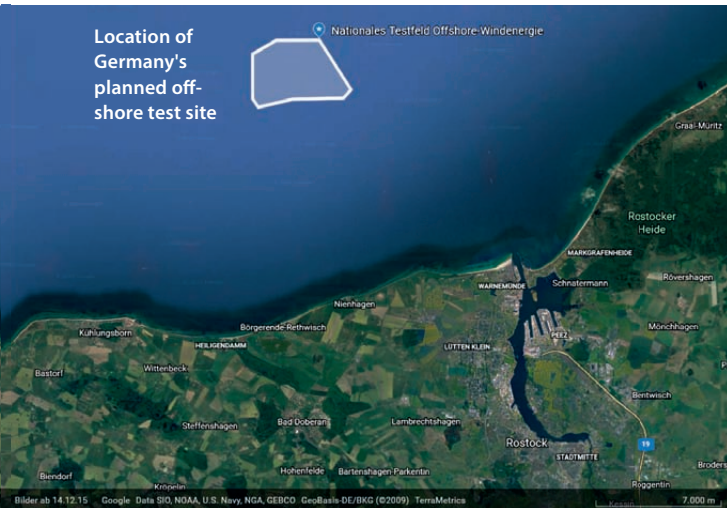 Location of
Germany's
planned off-
shore test site
Nationales Testfeld Offshore-Windenergie
Graal-Müritz
Rostocker
Heide
MARKGRAFENHEIDE
Rövershagen
WARNEMÜNDE
Schnatermann
Nienhagen
Mönchhagen
Kühlungsborn
Börgerende-Rethwisch
PEEZ
HEILIGENDAMM
LÜTTEN KLEIN
Bastorf
Wittenbeck
Bentwisch
Steffenshagen
Bad Doberan
Lambrechtshagen
Rostock
19
STADTMITTE
Hohenfelde
Bartenshagen-Parkentin
Broders
Biendorf
Kröpelin
Roggentin
Bilder ab 14.12.15 Google Data SIO, NOAA, U.S. Navy, NGA, GEBCO GeoBasis-DE/BKG (©2009) TerraMetrics
Kessin
7.000 m